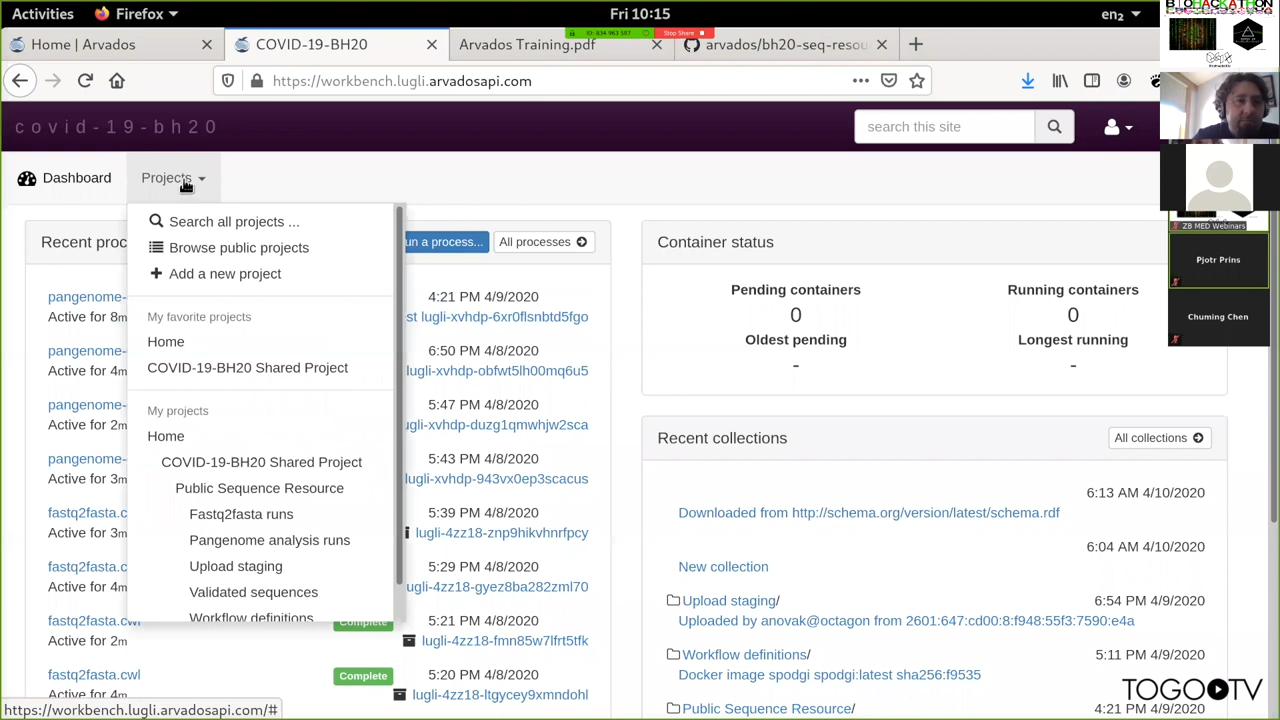 Activities Firefox Fri 10:15 en2
BIOHACKATHON
Home | Arvados COVID-19-BH20 Arvados Training.pdf arvados/bh20-seq-resou
ID: 834 963 587 Stop Share
https://workbench.lugli.arvadosapi.com
covid-19-bh20 search this site
Dashboard Projects
Search all projects ...
Browse public projects
Add a new project
My favorite projects
Home
COVID-19-BH20 Shared Project
My projects
Home
COVID-19-BH20 Shared Project
Public Sequence Resource
Fastq2fasta runs
Pangenome analysis runs
Upload staging
Validated sequences
Workflow definitions
Recent proc un a process... All processes
pangenome- 4:21 PM 4/9/2020
Active for 8m st lugli-xvhdp-6xr0flsnbtd5fgo
pangenome- 6:50 PM 4/8/2020
Active for 4m lugli-xvhdp-obfwt5lh00mq6u5
pangenome- 5:47 PM 4/8/2020
Active for 2m lugli-xvhdp-duzg1qmwhjw2sca
pangenome- 5:43 PM 4/8/2020
Active for 3m lugli-xvhdp-943vx0ep3scacus
fastq2fasta.c 5:39 PM 4/8/2020
Active for 3m lugli-4zz18-znp9hikvhnrfpcy
fastq2fasta.c 5:29 PM 4/8/2020
Active for 4m ugli-4zz18-gyez8ba282zml70
fastq2fasta.cwl Complete 5:21 PM 4/8/2020
Active for 2m lugli-4zz18-fmn85w7lfrt5tfk
fastq2fasta.cwl Complete 5:20 PM 4/8/2020
Active for 4m lugli-4zz18-ltgycey9xmndohl
Container status
Pending containers Running containers
0 0
Oldest pending Longest running
- -
Recent collections All collections
6:13 AM 4/10/2020
Downloaded from http://schema.org/version/latest/schema.rdf
6:04 AM 4/10/2020
New collection
Upload staging/ 6:54 PM 4/9/2020
Uploaded by anovak@octagon from 2601:647:cd00:8:f948:55f3:7590:e4a
Workflow definitions/ 5:11 PM 4/9/2020
Docker image spodgi spodgi:latest sha256:f9535
Public Sequence Resource/ 4:21 PM 4/9/2020
ZB MED Webinars
Pjotr Prins
Chuming Chen
https://workbench.lugli.arvadosapi.com/#
TOGO TV